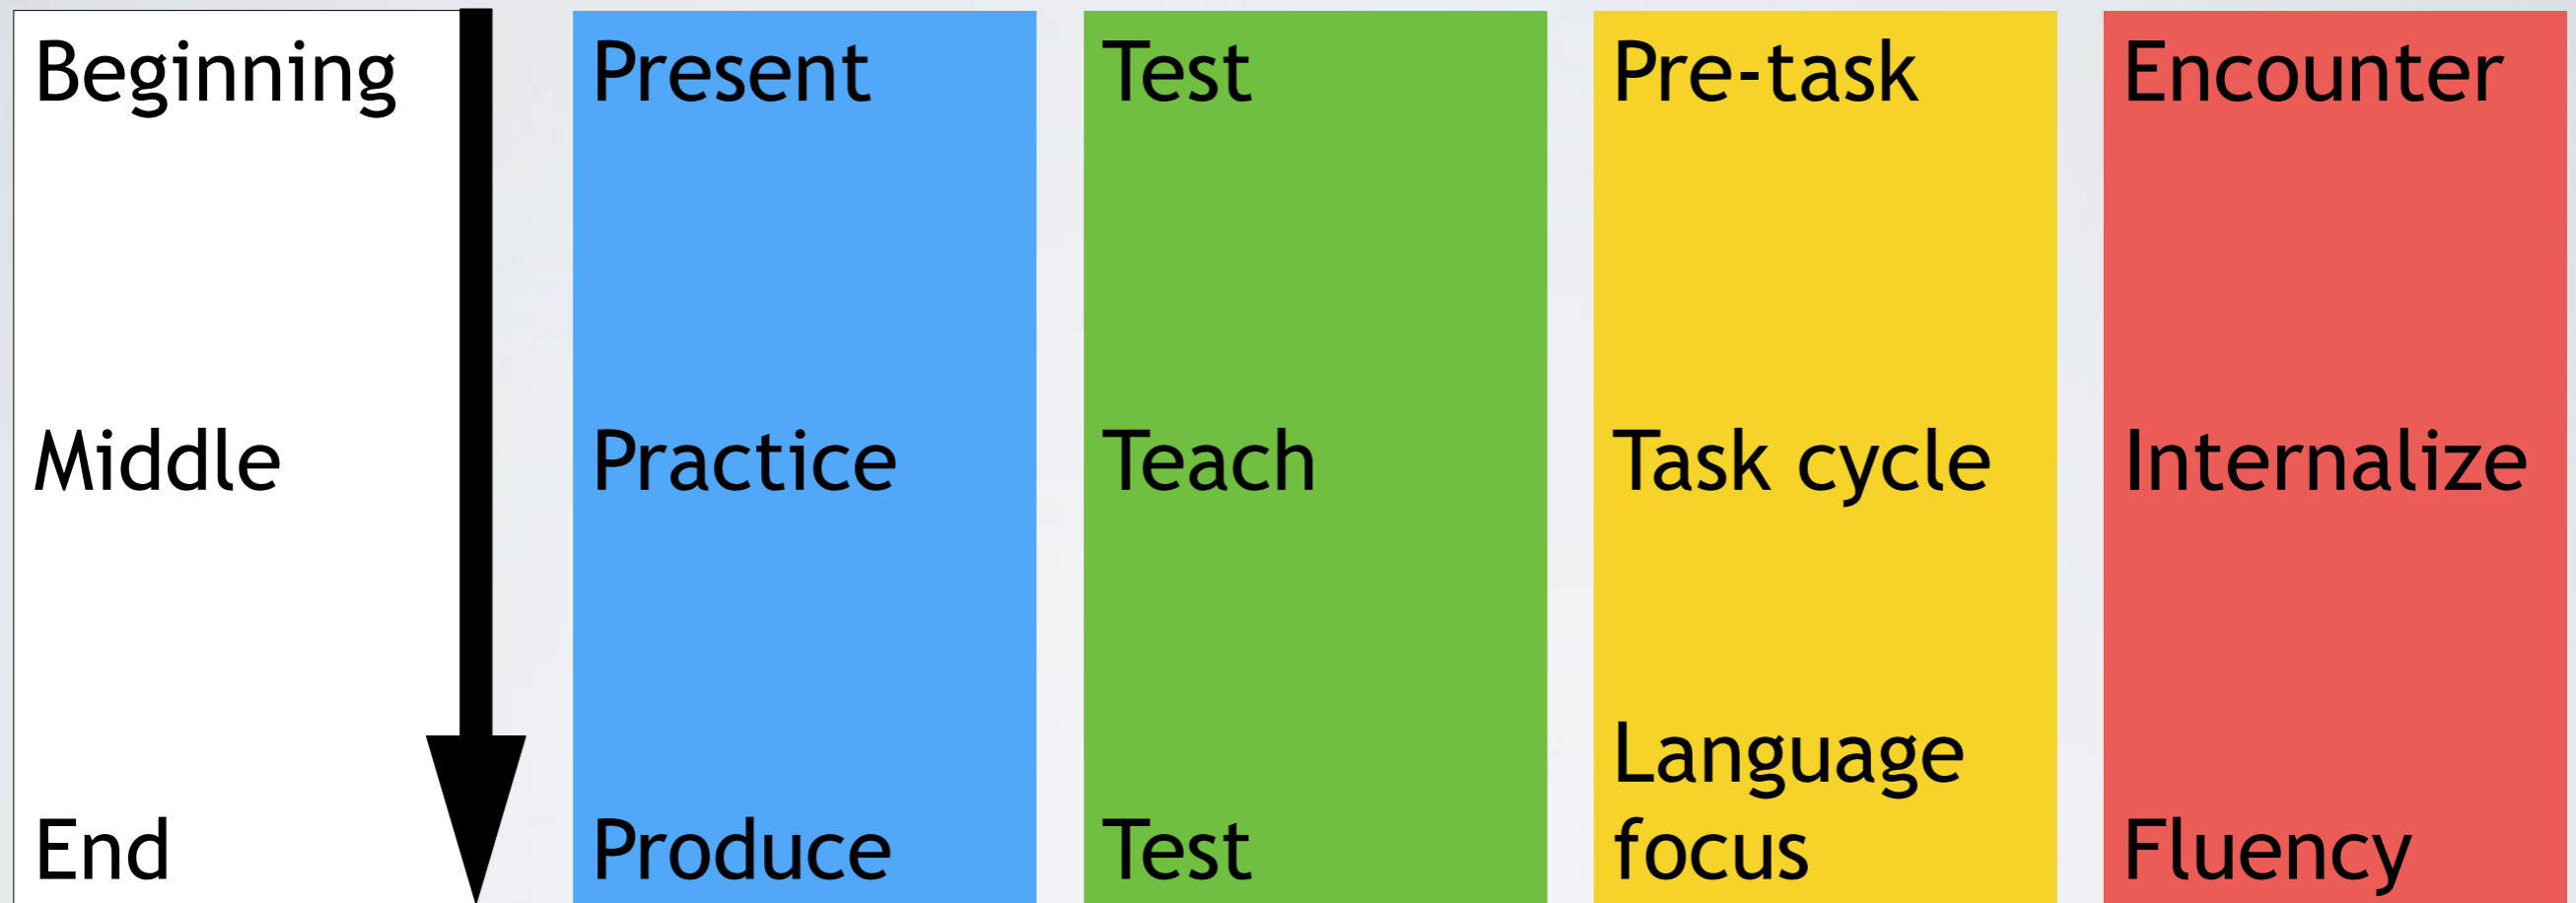 Beginning
Middle
End
Present
Practice
Produce
Test
Teach
Test
Pre-task
Task cycle
Language
focus
Encounter
Internalize
Fluency